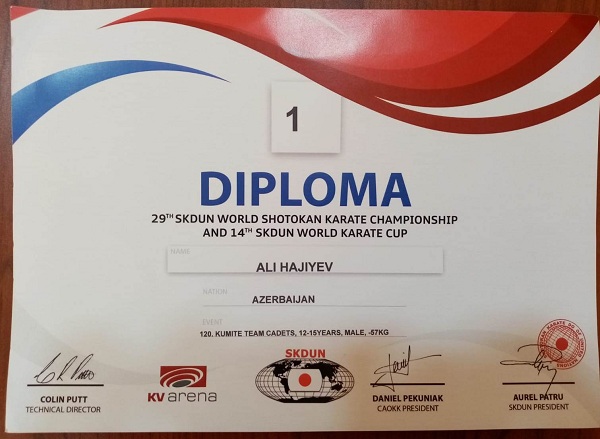 1
DIPLOMA
29TH SKDUN WORLD SHOTOKAN KARATE CHAMPIONSHIP
AND 14TH SKDUN WORLD KARATE CUP
NAME
ALI HAJIYEV
NATION
AZERBAIJAN
EVENT
120. KUMITE TEAM CADETS, 12-15YEARS, MALE, -57KG
SKDUN
COLIN PUTT
TECHNICAL DIRECTOR
KV arena
DANIEL PEKUNIAK
CAOKK PRESIDENT
AUREL PATRU
SKDUN PRESIDENT